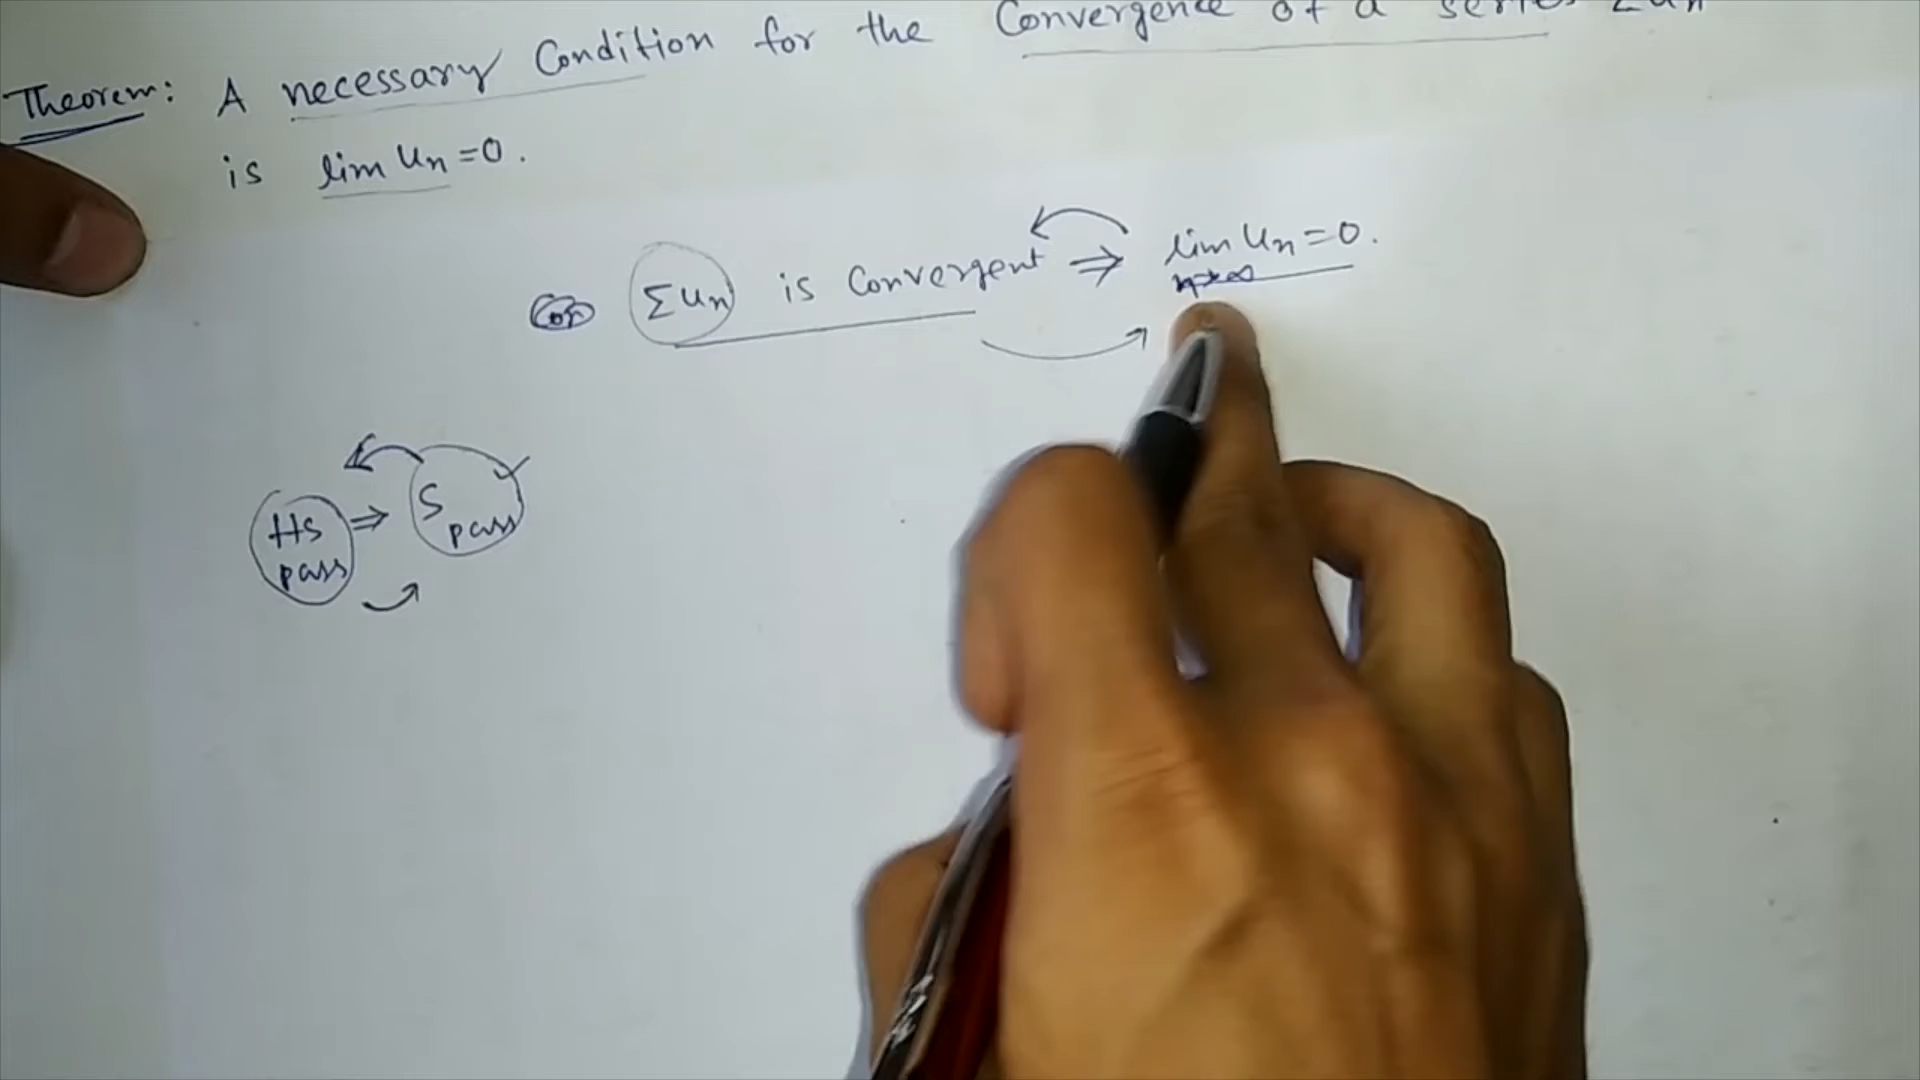 Theorem: A necessary Condition for the Convergence of a series Σun
is lim un = 0.
(or) Σun is Convergent ⇒ lim un = 0.
n→∞
HS ⇒ S
pass pass